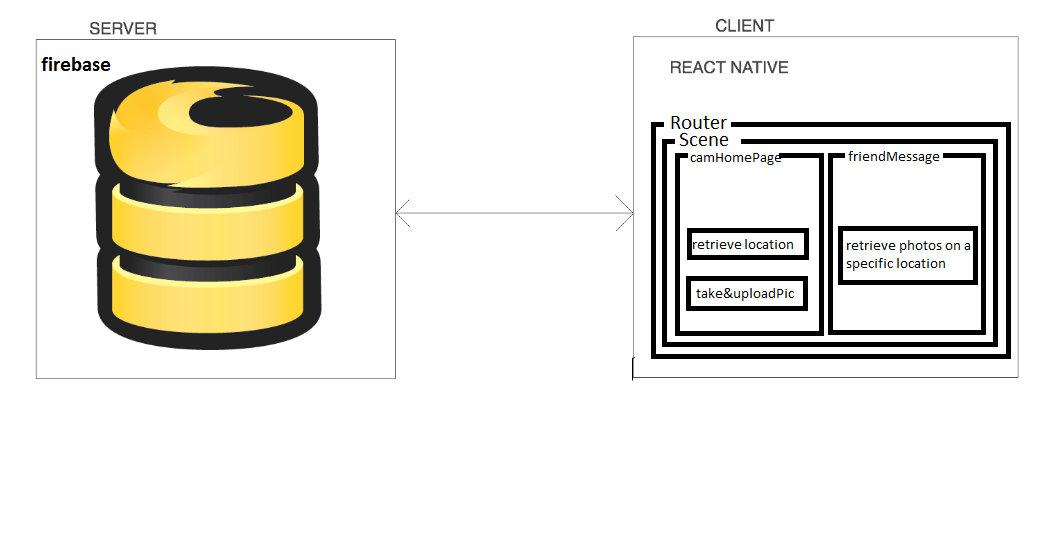 SERVER
firebase
CLIENT
REACT NATIVE
Router
Scene
camHomePage
retrieve location
take&uploadPic
friendMessage
retrieve photos on a
specific location